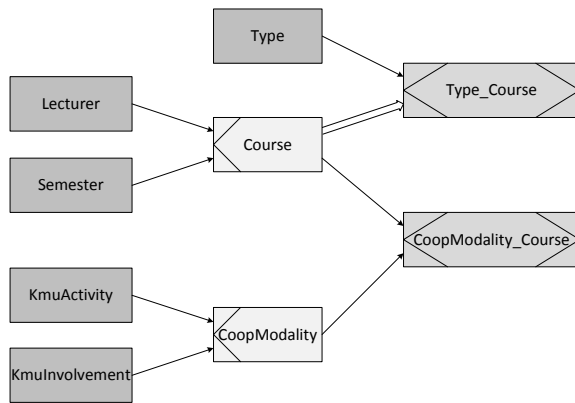 Type
Type_Course
Lecturer
Course
Semester
CoopModality_Course
KmuActivity
CoopModality
KmuInvolvement